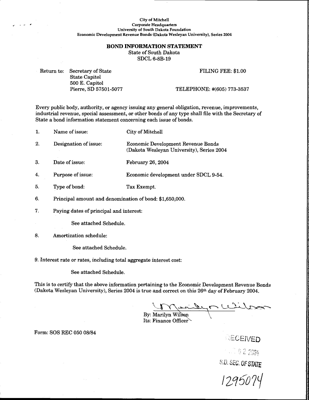 City of Mitchell
Corporate Headquarters
University of South Dakota Foundation
Economic Development Revenue Bonds (Dakota Wesleyan University), Series 2004
BOND INFORMATION STATEMENT
State of South Dakota
SDCL 6-8B-19
Return to: Secretary of State FILING FEE: $1.00
State Capitol
500 E. Capitol
Pierre, SD 57501-5077 TELEPHONE: #(605) 773-3537
Every public body, authority, or agency issuing any general obligation, revenue, improvements,
industrial revenue, special assessment, or other bonds of any type shall file with the Secretary of
State a bond information statement concerning each issue of bonds.
1. Name of issue: City of Mitchell
2. Designation of issue: Economic Development Revenue Bonds
(Dakota Wesleyan University), Series 2004
3. Date of issue: February 26, 2004
4. Purpose of issue: Economic development under SDCL 9-54.
5. Type of bond: Tax Exempt.
6. Principal amount and denomination of bond: $1,650,000.
7. Paying dates of principal and interest:
See attached Schedule.
8. Amortization schedule:
See attached Schedule.
9. Interest rate or rates, including total aggregate interest cost:
See attached Schedule.
This is to certify that the above information pertaining to the Economic Development Revenue Bonds
(Dakota Wesleyan University), Series 2004 is true and correct on this 26th day of February 2004.
Marilyn Wilson
By: Marilyn Wilson
Its: Finance Officer
Form: SOS REC 050 08/84
RECEIVED
2004
S.D. SEC. OF STATE
1295074